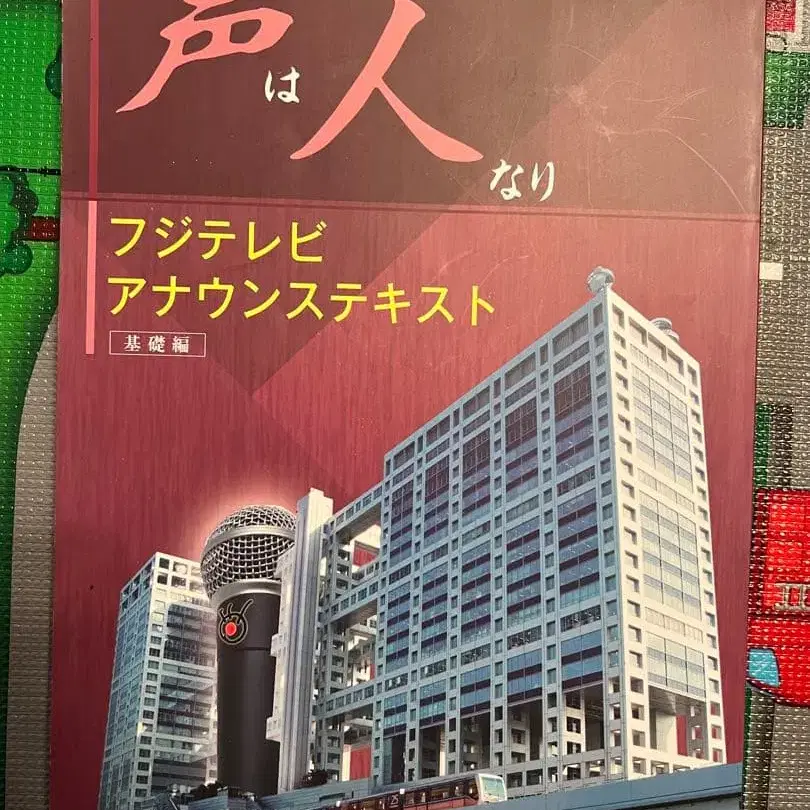 声は人なり
フジテレビ
アナウンステキスト
基礎編